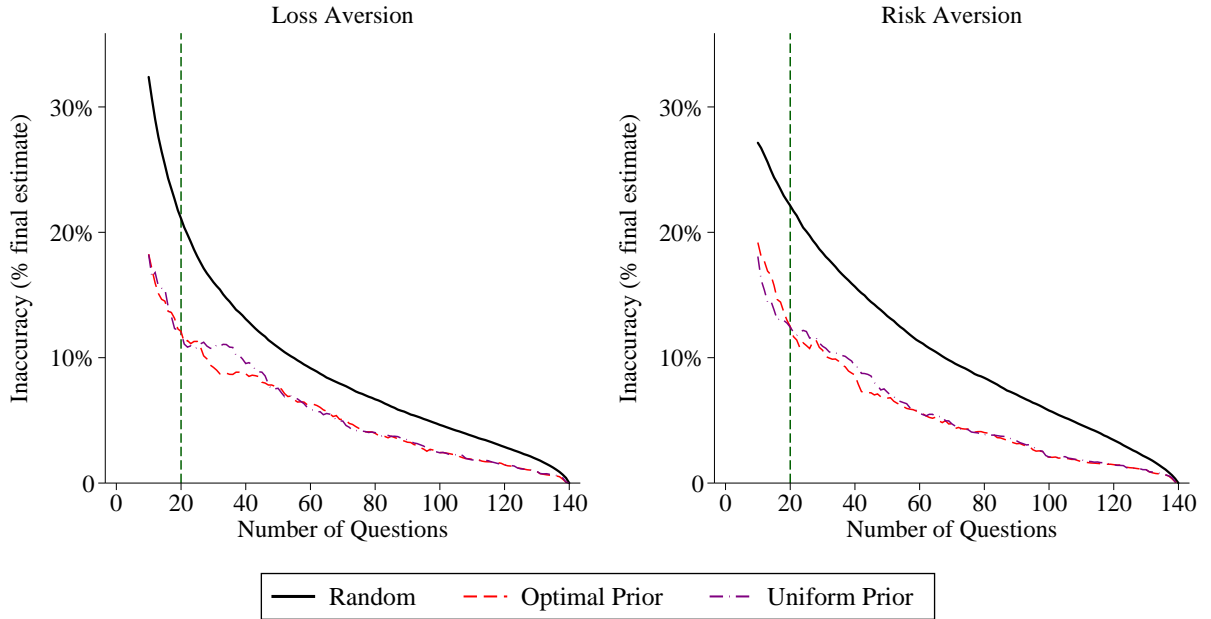 Loss Aversion
Inaccuracy (% final estimate)
30%
20%
10%
0
0 20 40 60 80 100 120 140
Number of Questions
Risk Aversion
Inaccuracy (% final estimate)
30%
20%
10%
0
0 20 40 60 80 100 120 140
Number of Questions
Random Optimal Prior Uniform Prior